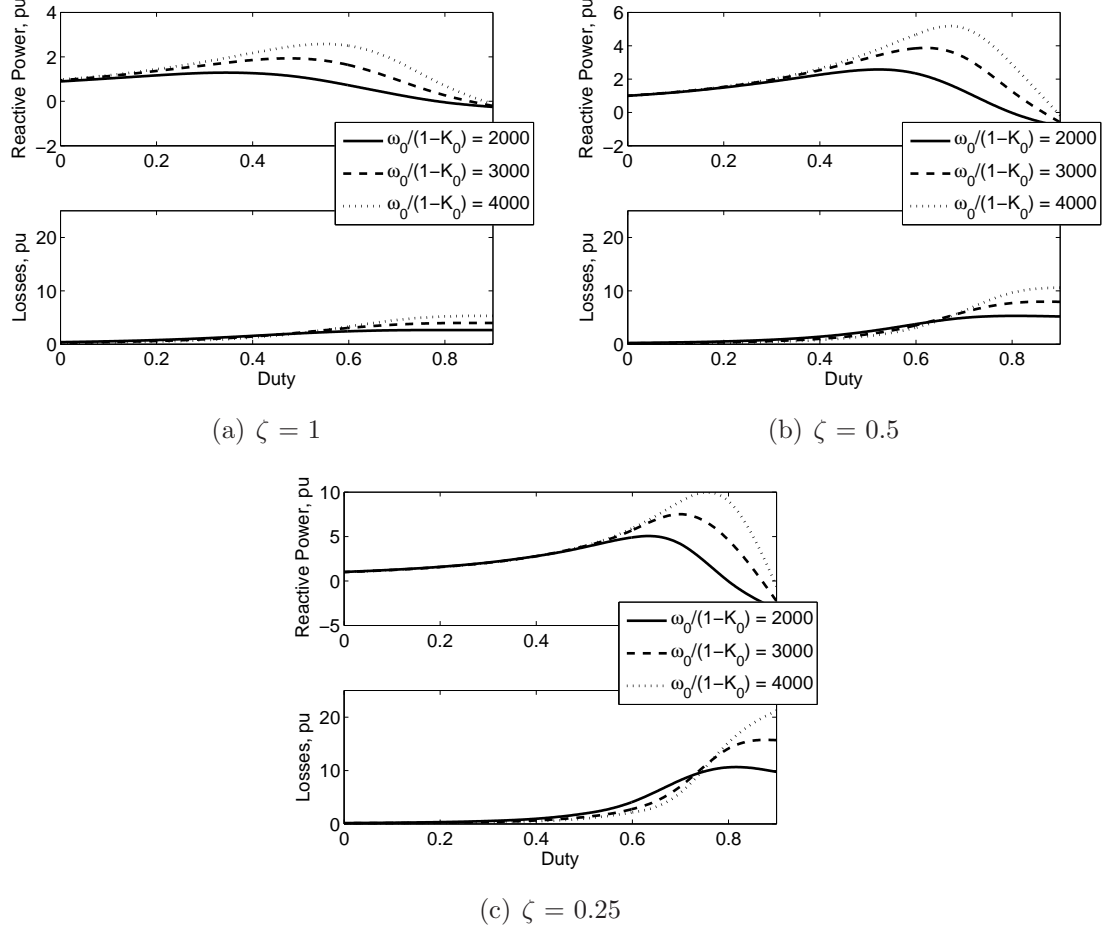 Reactive Power, pu
4
2
0
−2
0
0.2
0.4
ω0/(1−K0) = 2000
ω0/(1−K0) = 3000
ω0/(1−K0) = 4000
Losses, pu
20
10
0
0
0.2
0.4
0.6
0.8
Duty
(a) ζ = 1
Reactive Power, pu
6
4
2
0
−2
0
0.2
0.4
ω0/(1−K0) = 2000
ω0/(1−K0) = 3000
ω0/(1−K0) = 4000
Losses, pu
20
10
0
0
0.2
0.4
0.6
0.8
Duty
(b) ζ = 0.5
Reactive Power, pu
10
5
0
−5
0
0.2
0.4
ω0/(1−K0) = 2000
ω0/(1−K0) = 3000
ω0/(1−K0) = 4000
Losses, pu
20
10
0
0
0.2
0.4
0.6
0.8
Duty
(c) ζ = 0.25